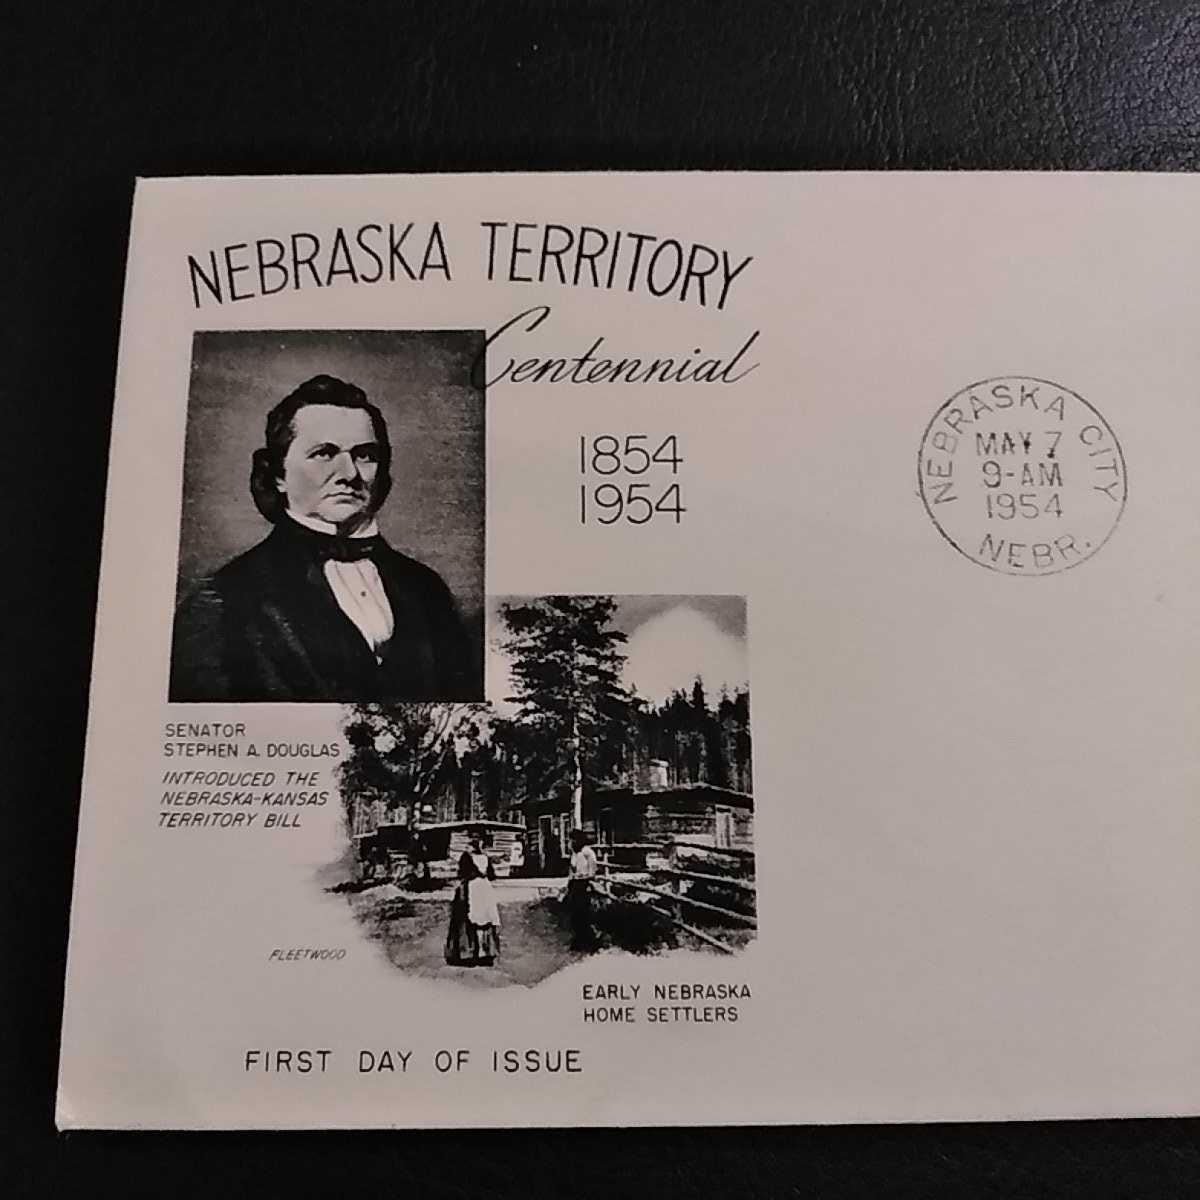 NEBRASKA TERRITORY
Centennial
1854
1954
NEBRASKA CITY
MAY 7
9-AM
1954
NEBR.
SENATOR
STEPHEN A. DOUGLAS
INTRODUCED THE
NEBRASKA-KANSAS
TERRITORY BILL
FLEETWOOD
EARLY NEBRASKA
HOME SETTLERS
FIRST DAY OF ISSUE